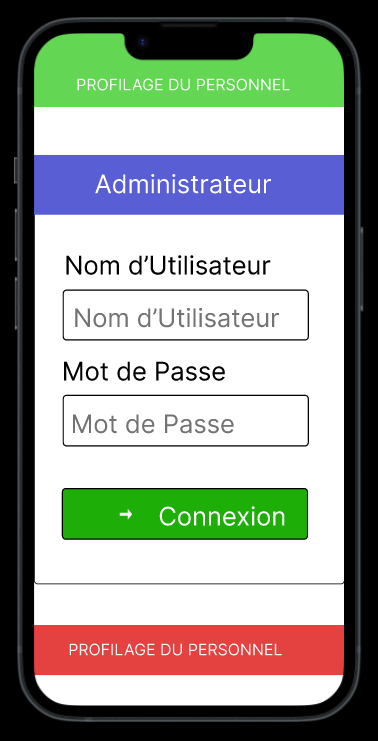 PROFILAGE DU PERSONNEL
Administrateur
Nom d’Utilisateur
Nom d’Utilisateur
Mot de Passe
Mot de Passe
→ Connexion
PROFILAGE DU PERSONNEL